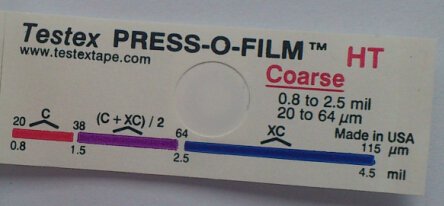 Testex PRESS-O-FILM™ HT
www.testextape.com
Coarse
0.8 to 2.5 mil
20 to 64 µm
Made in USA
20 C 38 (C + XC) / 2 64 XC 115 µm
0.8 1.5 2.5 4.5 mil